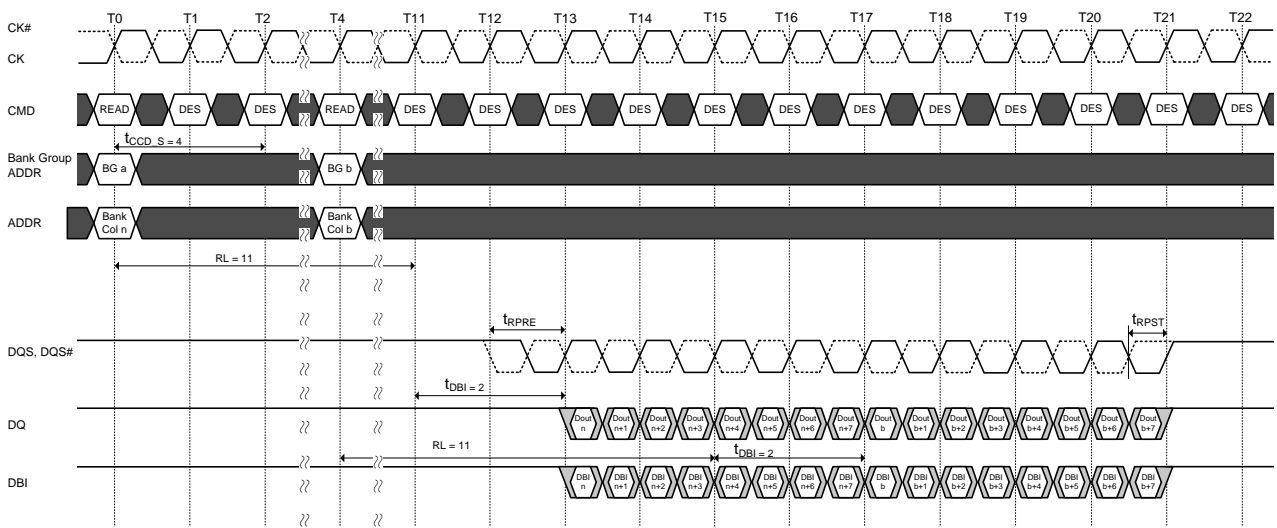 T0 T1 T2 T4 T11 T12 T13 T14 T15 T16 T17 T18 T19 T20 T21 T22
CK#
CK
CMD READ DES DES READ DES DES DES DES DES DES DES DES DES DES DES DES
tCCD_S = 4
Bank Group
ADDR
BG a BG b
ADDR
Bank
Col n
Bank
Col b
RL = 11
tRPRE tRPST
DQS, DQS#
tDBI = 2
DQ
Dout
n
Dout
n+1
Dout
n+2
Dout
n+3
Dout
n+4
Dout
n+5
Dout
n+6
Dout
n+7
Dout
b
Dout
b+1
Dout
b+2
Dout
b+3
Dout
b+4
Dout
b+5
Dout
b+6
Dout
b+7
RL = 11 tDBI = 2
DBI
DBI
n
DBI
n+1
DBI
n+2
DBI
n+3
DBI
n+4
DBI
n+5
DBI
n+6
DBI
n+7
DBI
b
DBI
b+1
DBI
b+2
DBI
b+3
DBI
b+4
DBI
b+5
DBI
b+6
DBI
b+7